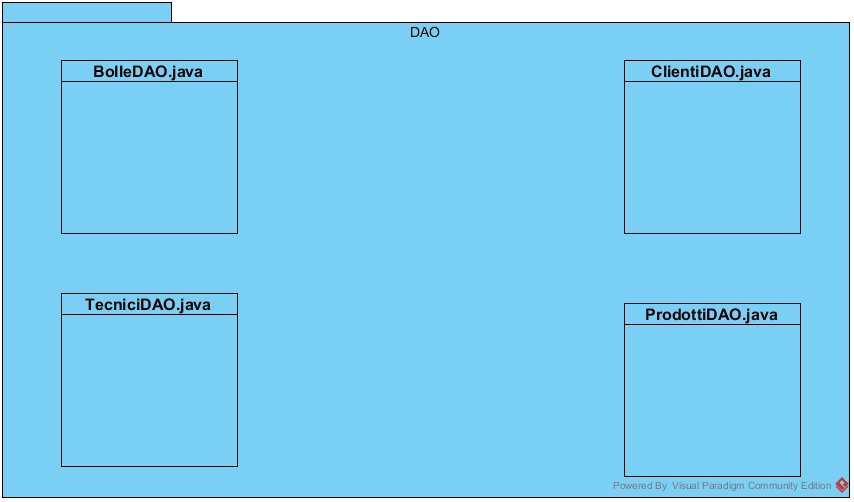 DAO
BolleDAO.java
ClientiDAO.java
TecniciDAO.java
ProdottiDAO.java
Powered By Visual Paradigm Community Edition